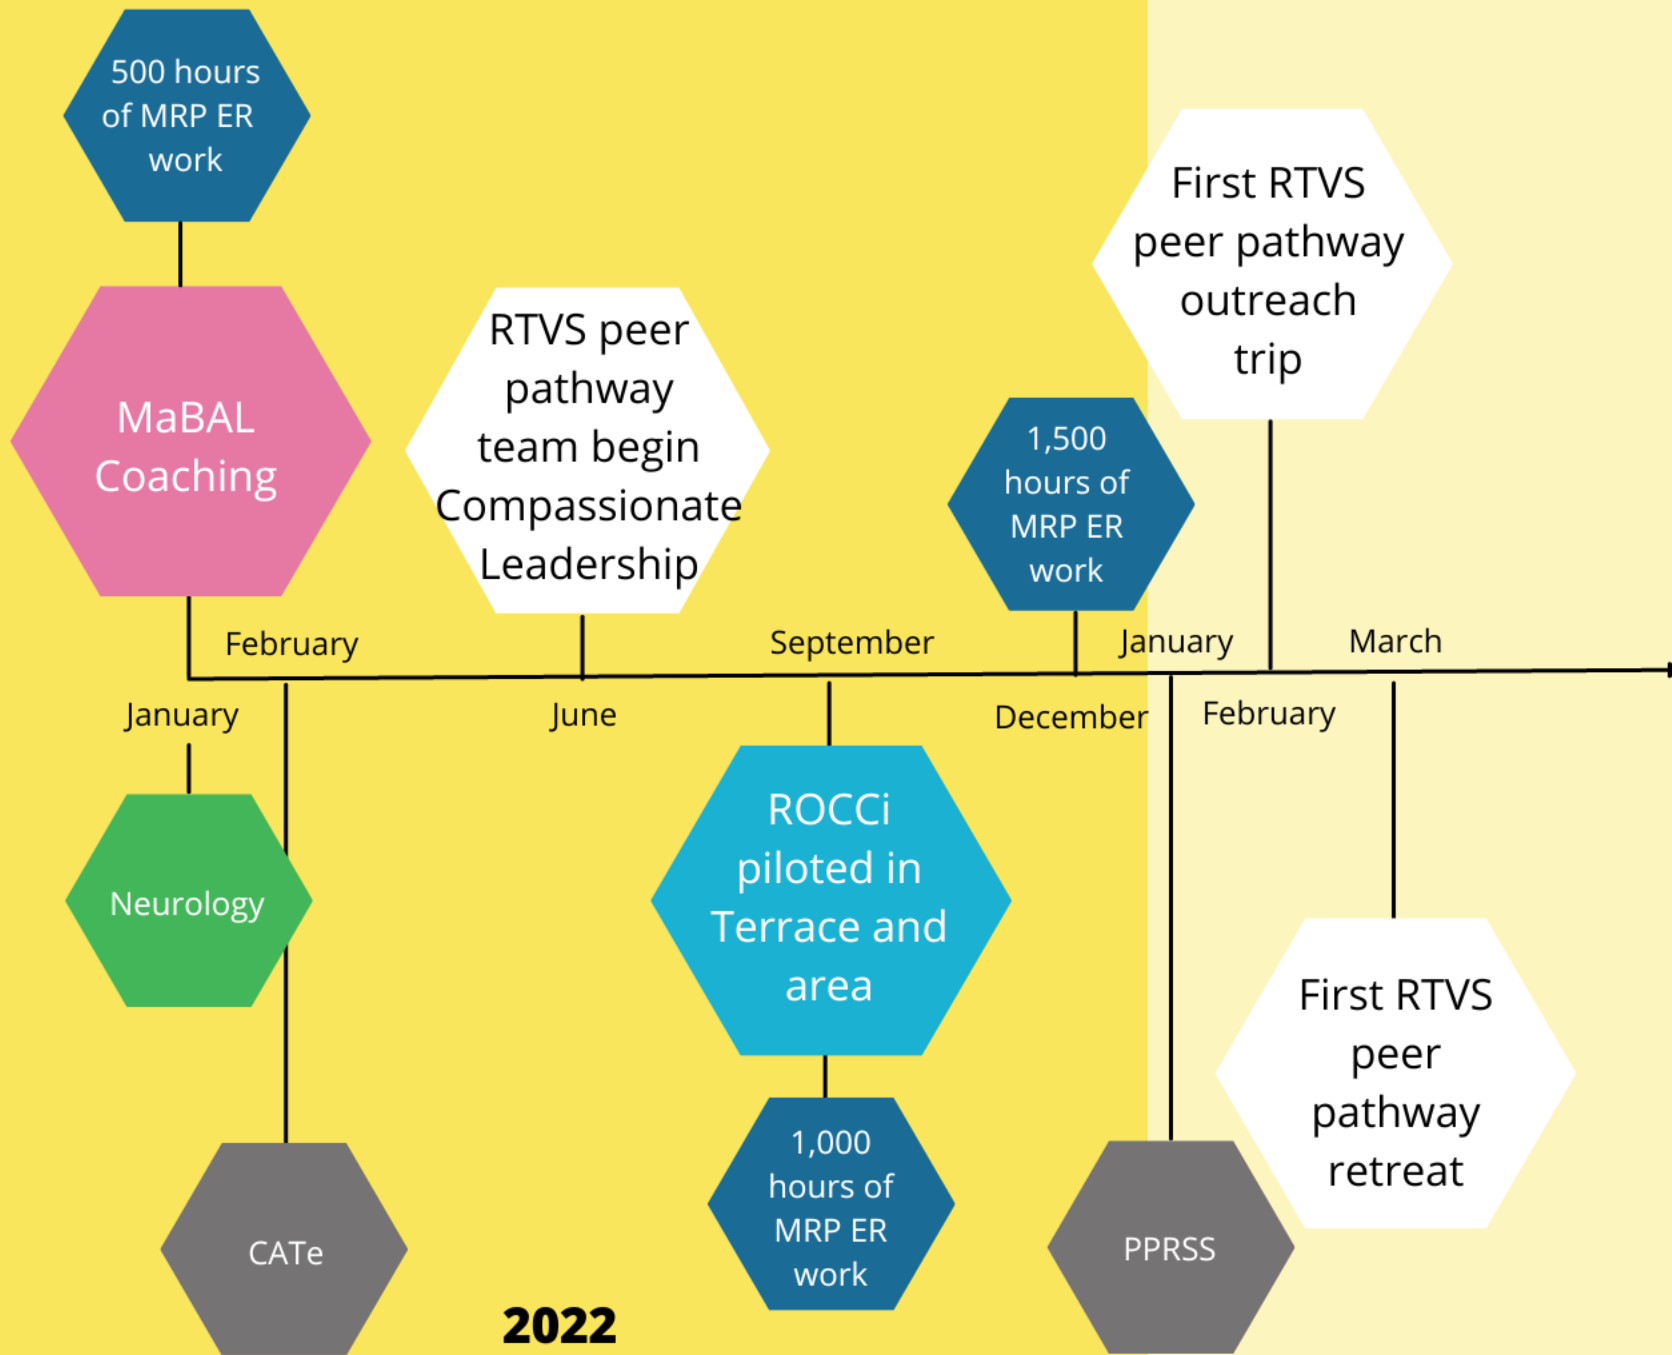 500 hours
of MRP ER
work
MaBAL
Coaching
RTVS peer
pathway
team begin
Compassionate
Leadership
1,500
hours of
MRP ER
work
First RTVS
peer pathway
outreach
trip
February
September
January
March
January
June
December
February
Neurology
ROCCi
piloted in
Terrace and
area
First RTVS
peer
pathway
retreat
CATe
1,000
hours of
MRP ER
work
PPRSS
2022